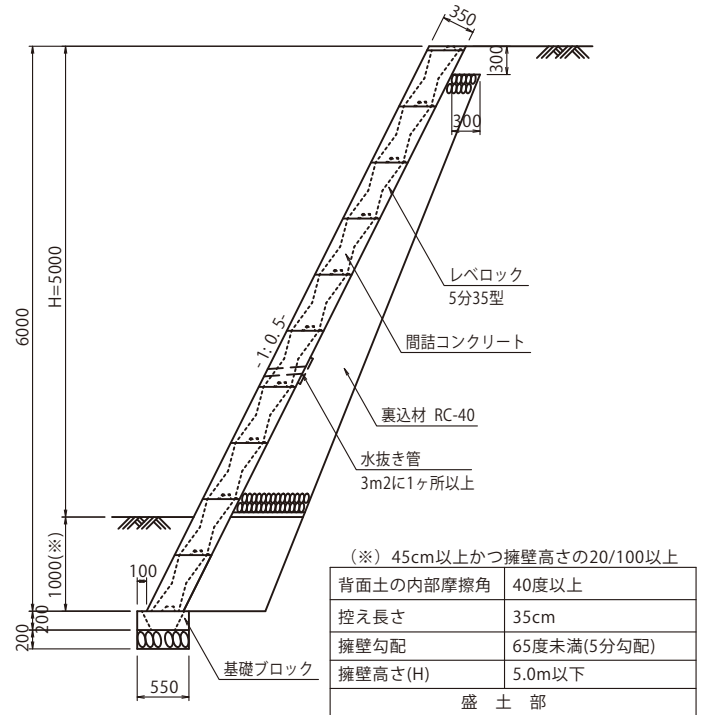 350
300
300
6000
H=5000
レベロック
5分35型
間詰コンクリート
-1:0.5-
裏込材 RC-40
水抜き管
3m2に1ヶ所以上
1000(※)
100
200
200
550
基礎ブロック
(※) 45cm以上かつ擁壁高さの20/100以上
背面土の内部摩擦角 40度以上
控え長さ 35cm
擁壁勾配 65度未満(5分勾配)
擁壁高さ(H) 5.0m以下
盛 土 部